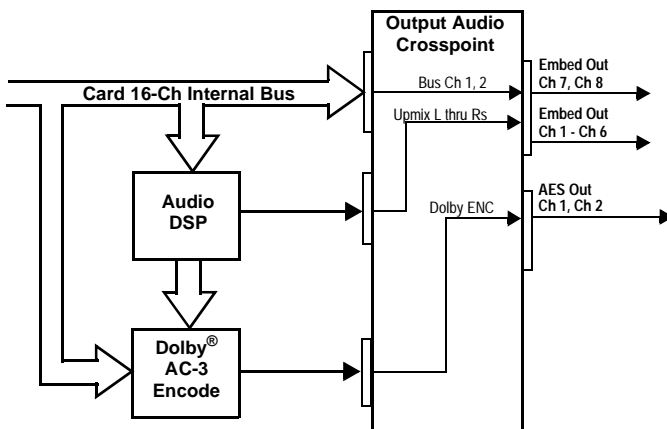 Output Audio
Crosspoint
Card 16-Ch Internal Bus
Bus Ch 1, 2
Embed Out
Ch 7, Ch 8
Upmix L thru Rs
Embed Out
Ch 1 - Ch 6
Audio
DSP
Dolby ENC
AES Out
Ch 1, Ch 2
Dolby®
AC-3
Encode